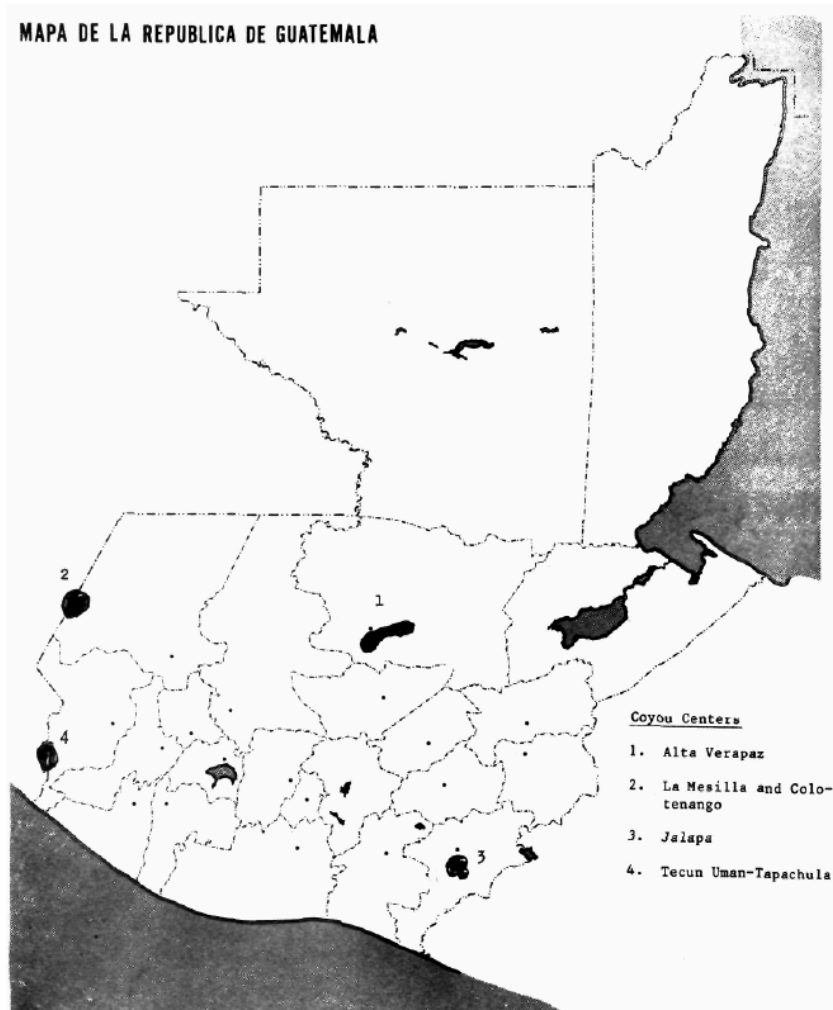 MAPA DE LA REPUBLICA DE GUATEMALA
2
1
4
3
Coyou Centers
1. Alta Verapaz
2. La Mesilla and Colo-
tenango
3. Jalapa
4. Tecun Uman-Tapachula